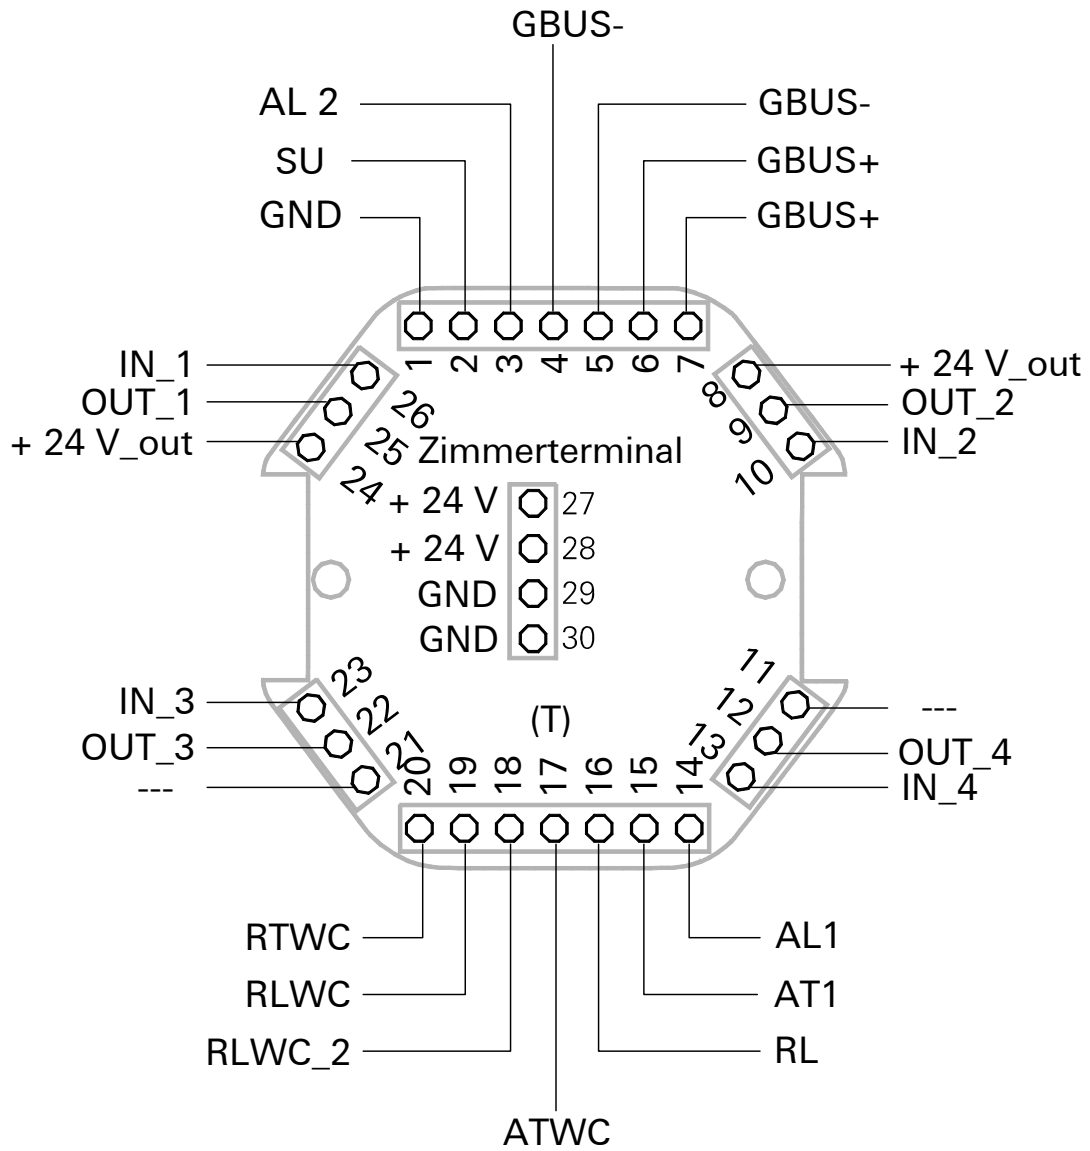 GBUS-
AL 2
GBUS-
SU
GBUS+
GND
GBUS+
1 2 3 4 5 6 7
IN_1
OUT_1
+ 24 V_out
26
25
24
+ 24 V_out
OUT_2
IN_2
8
9
10
Zimmerterminal
+ 24 V 27
+ 24 V 28
GND 29
GND 30
IN_3
OUT_3
---
23
22
21
11
12
13
---
OUT_4
IN_4
(T)
20 19 18 17 16 15 14
RTWC
AL1
RLWC
AT1
RLWC_2
RL
ATWC